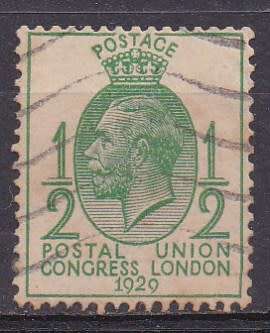 POSTAGE
1/2 1/2
POSTAL UNION
CONGRESS, LONDON
1929